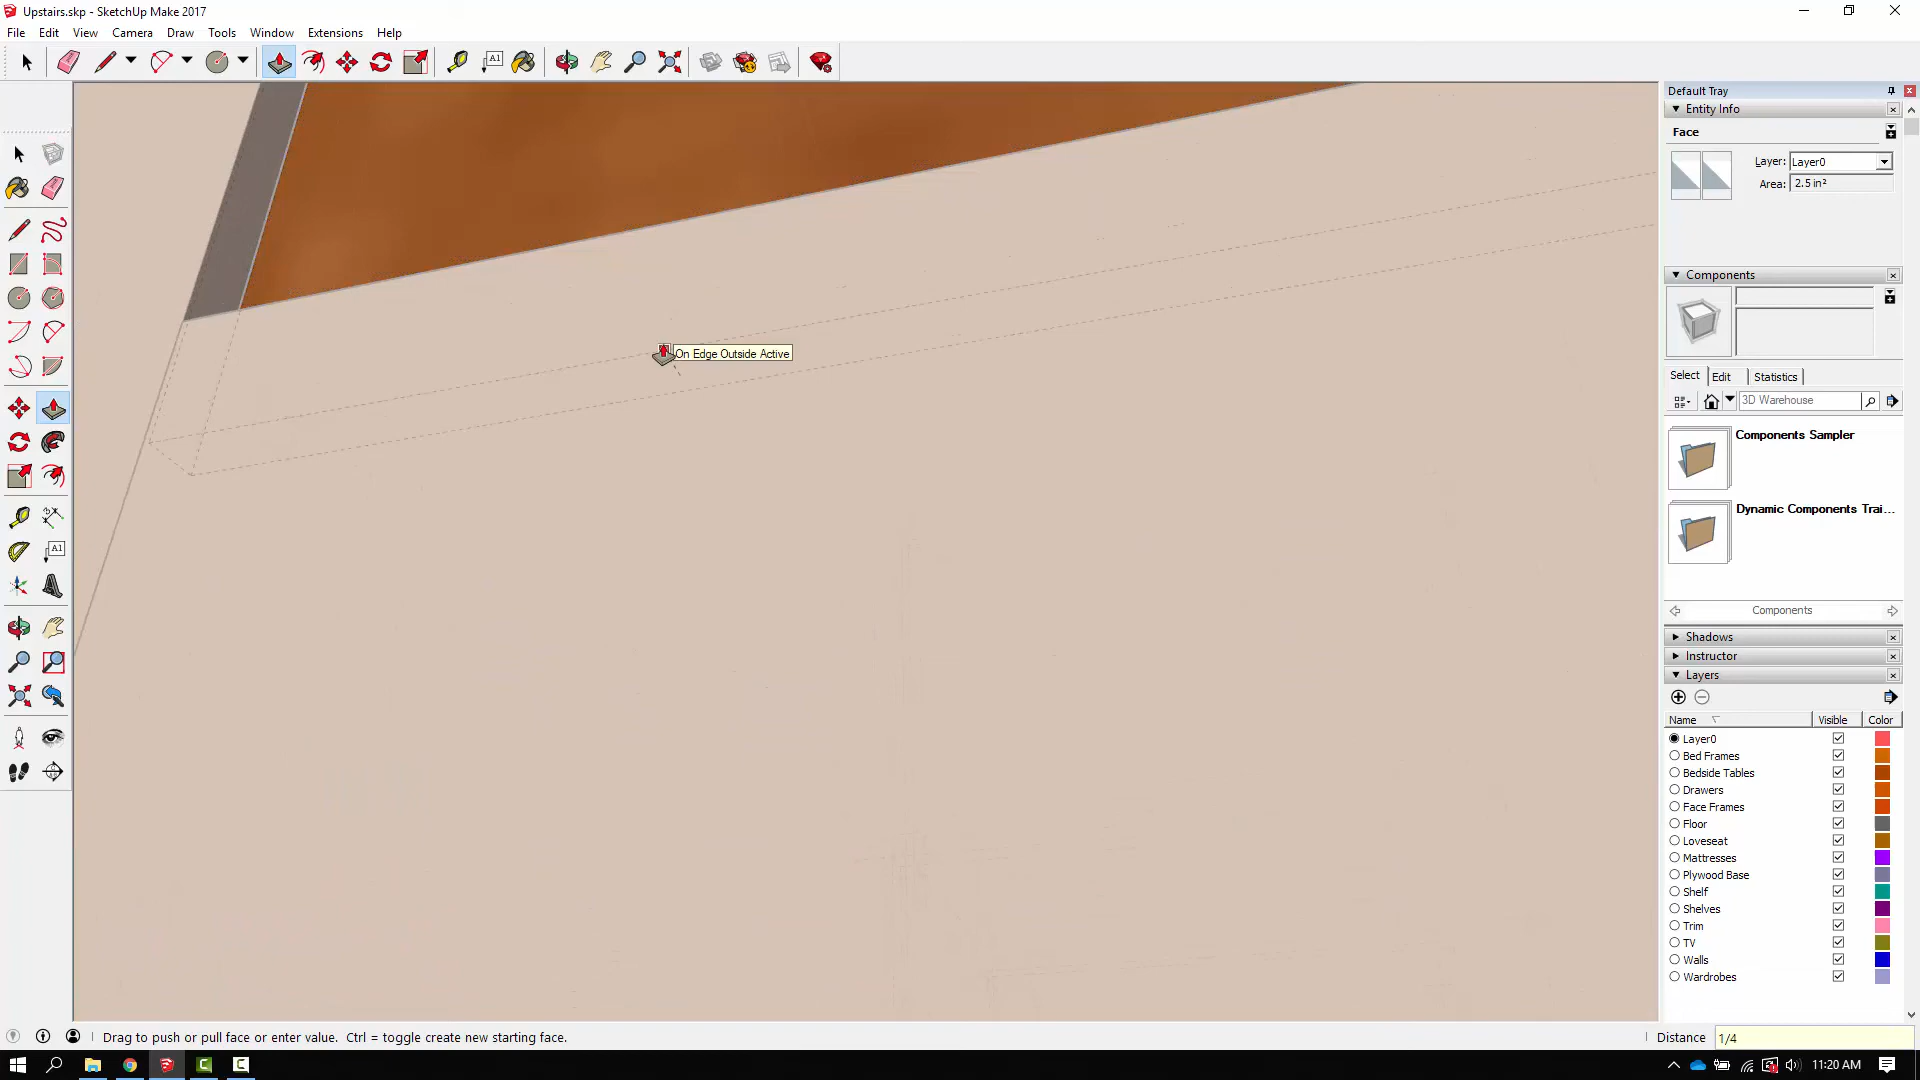 Upstairs.skp - SketchUp Make 2017
File Edit View Camera Draw Tools Window Extensions Help
A1
Default Tray
Entity Info
Face
Layer: Layer0
Area: 2.5 in²
Components
Select Edit Statistics
3D Warehouse
Components Sampler
Dynamic Components Trai...
Components
Shadows
Instructor
Layers
Name Visible Color
Layer0
Bed Frames
Bedside Tables
Drawers
Face Frames
Floor
Loveseat
Mattresses
Plywood Base
Shelf
Shelves
Trim
TV
Walls
Wardrobes
On Edge Outside Active
A1
Drag to push or pull face or enter value. Ctrl = toggle create new starting face.
Distance 1/4
11:20 AM